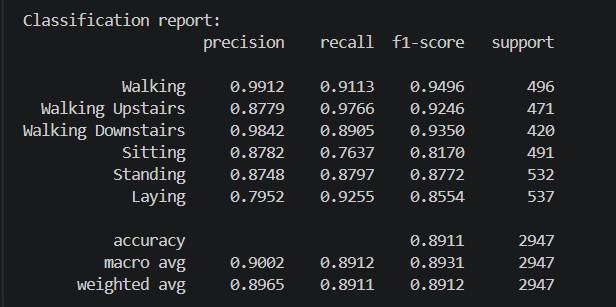 Classification report:
precision recall f1-score support
Walking 0.9912 0.9113 0.9496 496
Walking Upstairs 0.8779 0.9766 0.9246 471
Walking Downstairs 0.9842 0.8905 0.9350 420
Sitting 0.8782 0.7637 0.8170 491
Standing 0.8748 0.8797 0.8772 532
Laying 0.7952 0.9255 0.8554 537
accuracy 0.8911 2947
macro avg 0.9002 0.8912 0.8931 2947
weighted avg 0.8965 0.8911 0.8912 2947